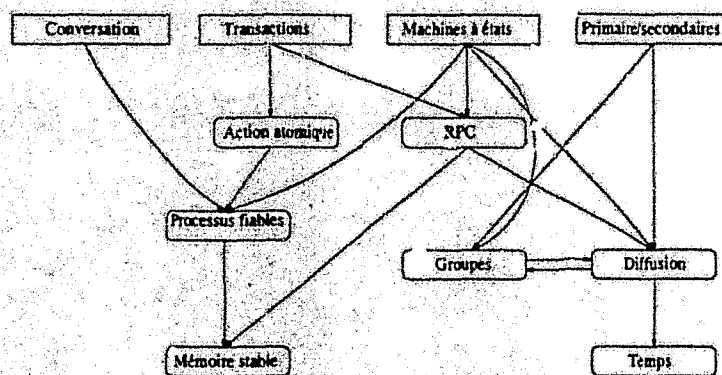 Conversation
Transactions
Machines à états
Primaire/secondaires
Action atomique
RPC
Processus fiables
Groupes
Diffusion
Mémoire stable
Temps